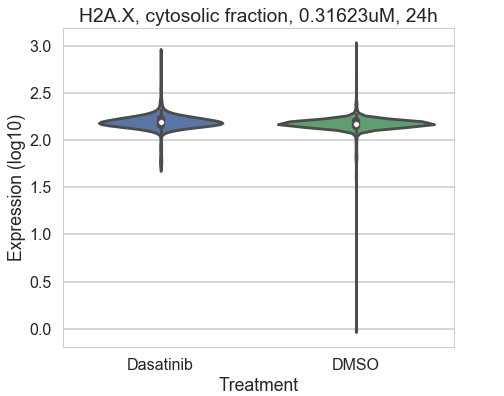 H2A.X, cytosolic fraction, 0.31623uM, 24h
3.0
2.5
2.0
1.5
1.0
0.5
0.0
Expression (log10)
Dasatinib DMSO
Treatment